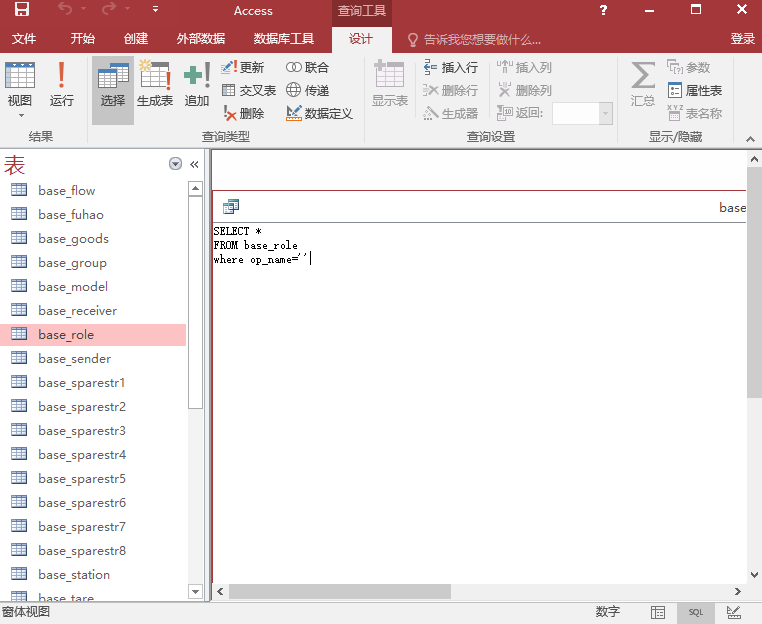 Access
查询工具
?
文件
开始
创建
外部数据
数据库工具
设计
告诉我您想要做什么...
登录
视图
运行
结果
选择
生成表
追加
更新
交叉表
删除
联合
传递
数据定义
查询类型
显示表
插入行
删除行
生成器
插入列
删除列
返回:
查询设置
汇总
参数
属性表
表名称
显示/隐藏
表
base_flow
base_fuhao
base_goods
base_group
base_model
base_receiver
base_role
base_sender
base_sparestr1
base_sparestr2
base_sparestr3
base_sparestr4
base_sparestr5
base_sparestr6
base_sparestr7
base_sparestr8
base_station
base_tare
base
SELECT *
FROM base_role
where op_name=''
窗体视图
数字
SQL